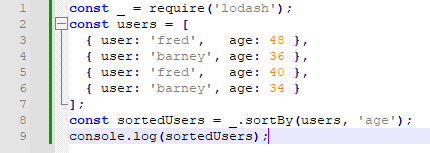 1 const _ = require('lodash');
2 const users = [
3 { user: 'fred',   age: 48 },
4 { user: 'barney', age: 36 },
5 { user: 'fred',   age: 40 },
6 { user: 'barney', age: 34 }
7 ];
8 const sortedUsers = _.sortBy(users, 'age');
9 console.log(sortedUsers);